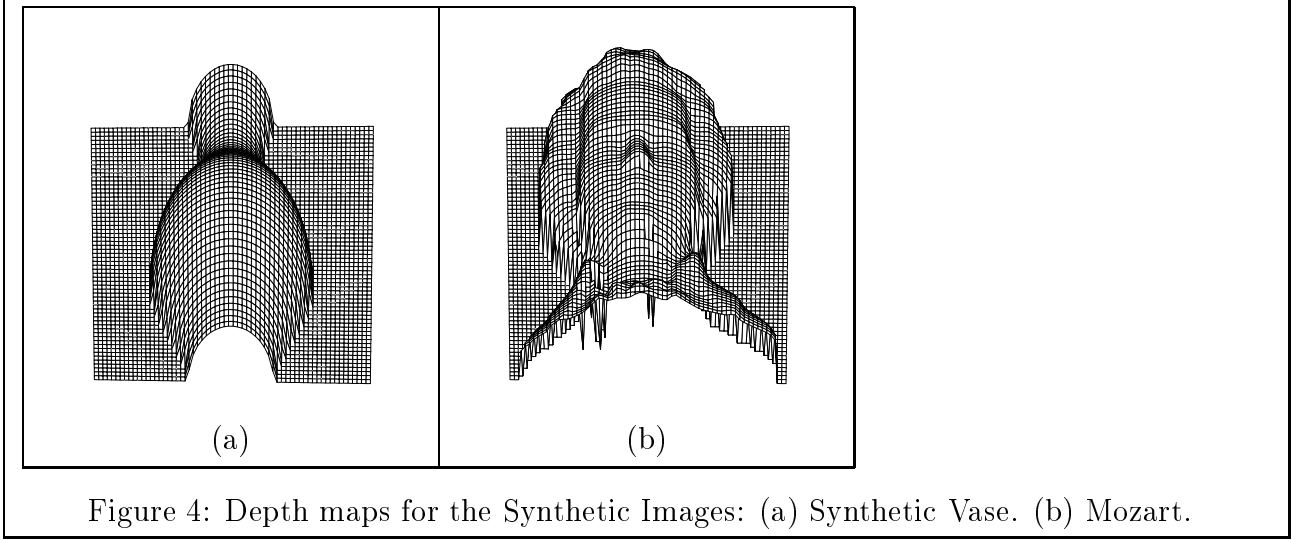 (a)
(b)
Figure 4: Depth maps for the Synthetic Images: (a) Synthetic Vase. (b) Mozart.